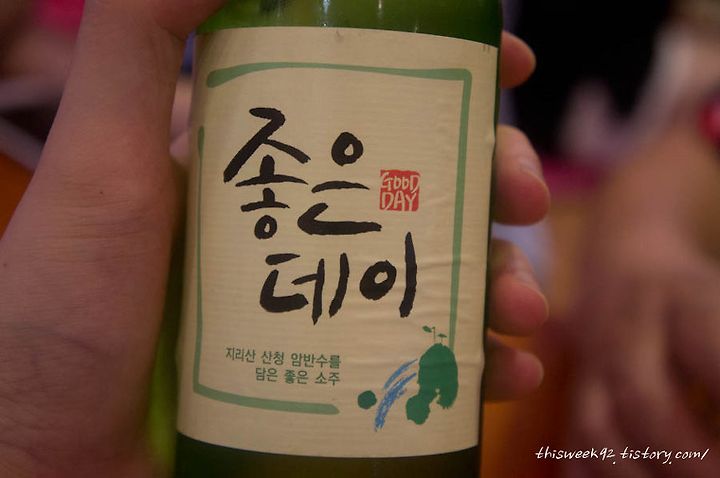 좋은
GOOD
DAY
데이
지리산 산청 암반수를
담은 좋은 소주
thisweek92.tistory.com/